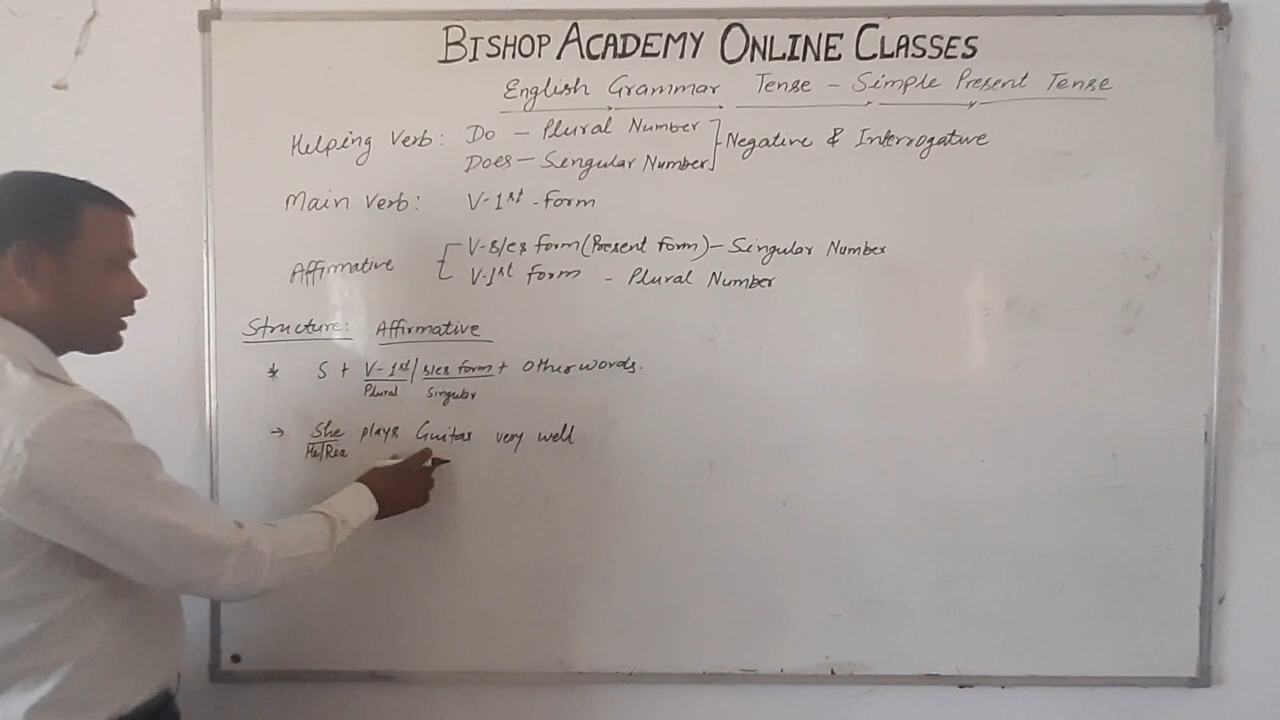 BISHOP ACADEMY ONLINE CLASSES
English Grammar Tense - Simple Present Tense
Helping Verb: Do - Plural Number
Does - Singular Number
Negative & Interrogative
Main Verb: V-1st - form
Affirmative
V-s/es form (Present form) - Singular Number
V-1st form - Plural Number
Structure: Affirmative
* S + V-1st / s/es form + Other words.
Plural Singular
→ She plays Guitar very well
He/Rea